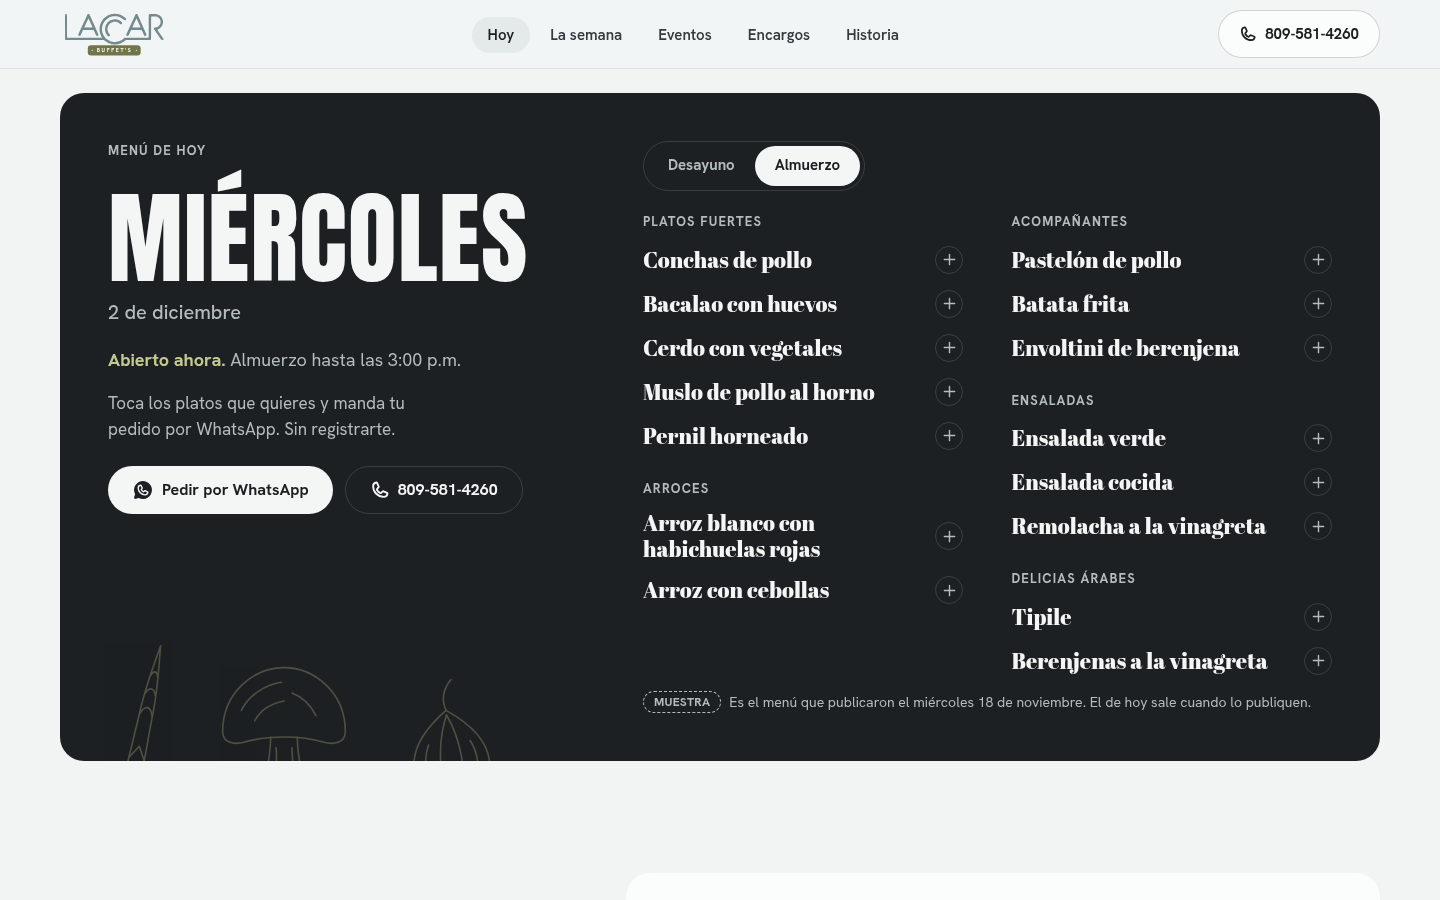 LACAR
· BUFFET'S ·
Hoy
La semana
Eventos
Encargos
Historia
809-581-4260
MENÚ DE HOY
MIÉRCOLES
2 de diciembre
Abierto ahora. Almuerzo hasta las 3:00 p.m.
Toca los platos que quieres y manda tu
pedido por WhatsApp. Sin registrarte.
Pedir por WhatsApp
809-581-4260
Desayuno
Almuerzo
PLATOS FUERTES
Conchas de pollo
Bacalao con huevos
Cerdo con vegetales
Muslo de pollo al horno
Pernil horneado
ARROCES
Arroz blanco con
habichuelas rojas
Arroz con cebollas
ACOMPAÑANTES
Pastelón de pollo
Batata frita
Envoltini de berenjena
ENSALADAS
Ensalada verde
Ensalada cocida
Remolacha a la vinagreta
DELICIAS ÁRABES
Tipile
Berenjenas a la vinagreta
MUESTRA Es el menú que publicaron el miércoles 18 de noviembre. El de hoy sale cuando lo publiquen.